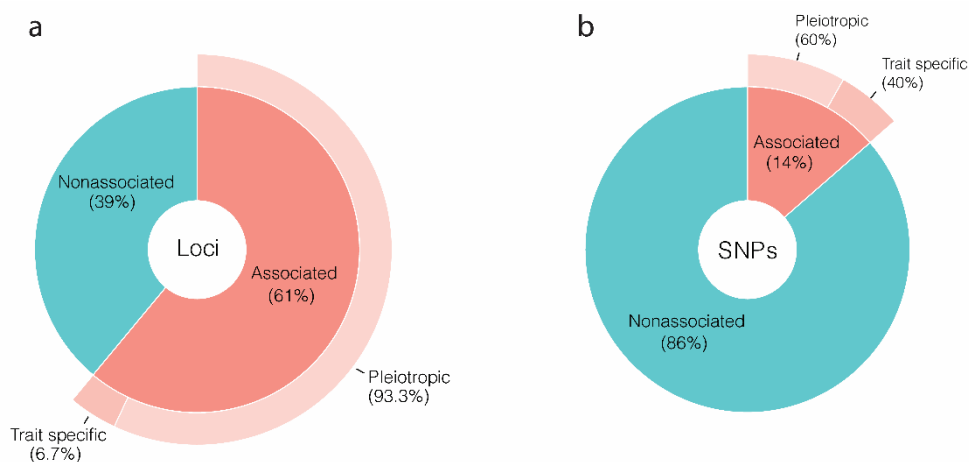 a
Nonassociated
(39%)
Loci
Associated
(61%)
Pleiotropic
(93.3%)
Trait specific
(6.7%)
b
Pleiotropic
(60%)
Trait specific
(40%)
Associated
(14%)
SNPs
Nonassociated
(86%)